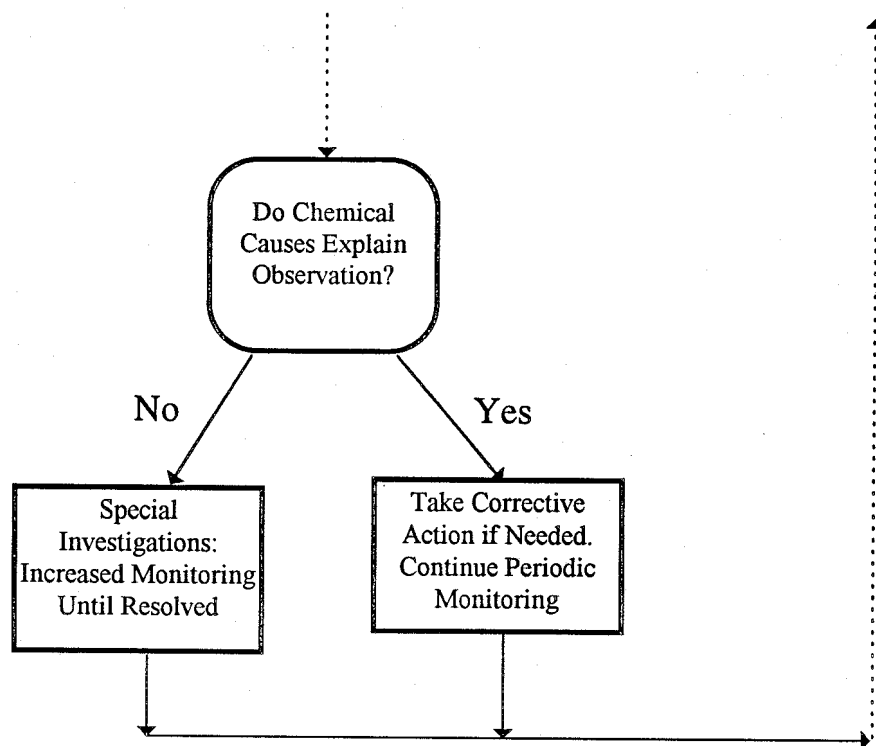 Do Chemical
Causes Explain
Observation?
No
Yes
Special
Investigations:
Increased Monitoring
Until Resolved
Take Corrective
Action if Needed.
Continue Periodic
Monitoring